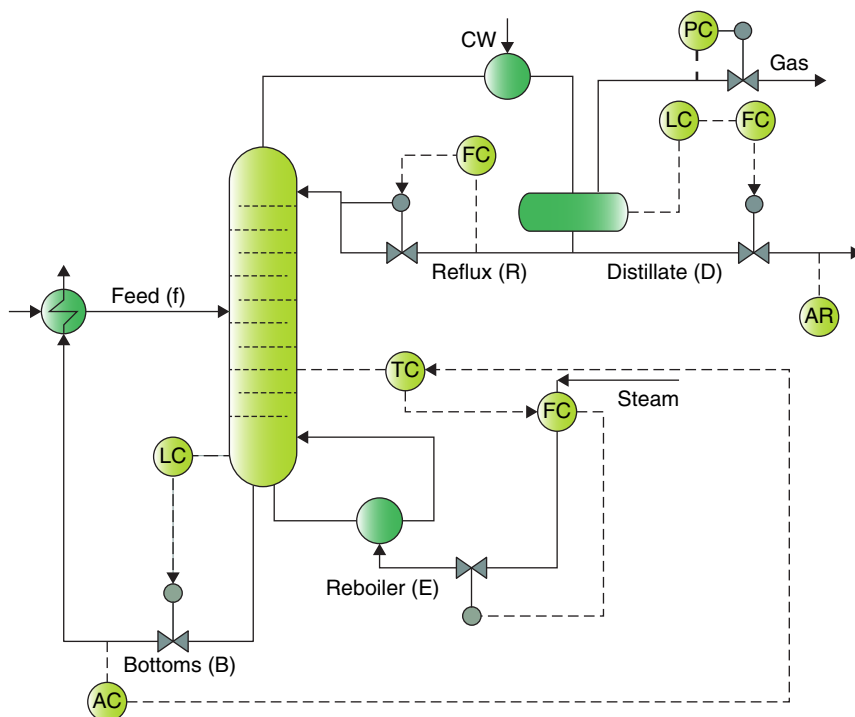 CW
PC
Gas
LC
FC
FC
Reflux (R)
Distillate (D)
Feed (f)
AR
TC
Steam
FC
LC
Reboiler (E)
Bottoms (B)
AC